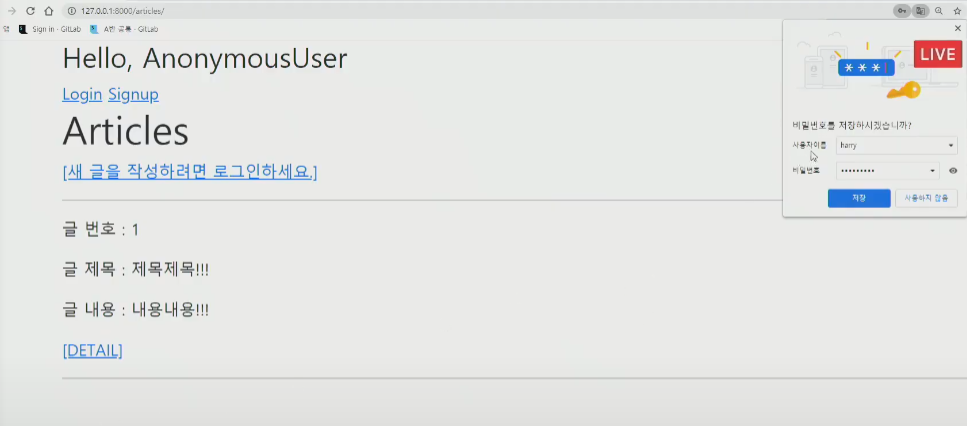 127.0.0.1:8000/articles/
앱 Sign in · GitLab A반 공통 · GitLab
Hello, AnonymousUser
Login Signup
Articles
[새 글을 작성하려면 로그인하세요.]
글 번호 : 1
글 제목 : 제목제목!!!
글 내용 : 내용내용!!!
[DETAIL]
LIVE
***
비밀번호를 저장하시겠습니까?
사용자이름 harry
비밀번호 •••••••••
저장 사용하지 않음